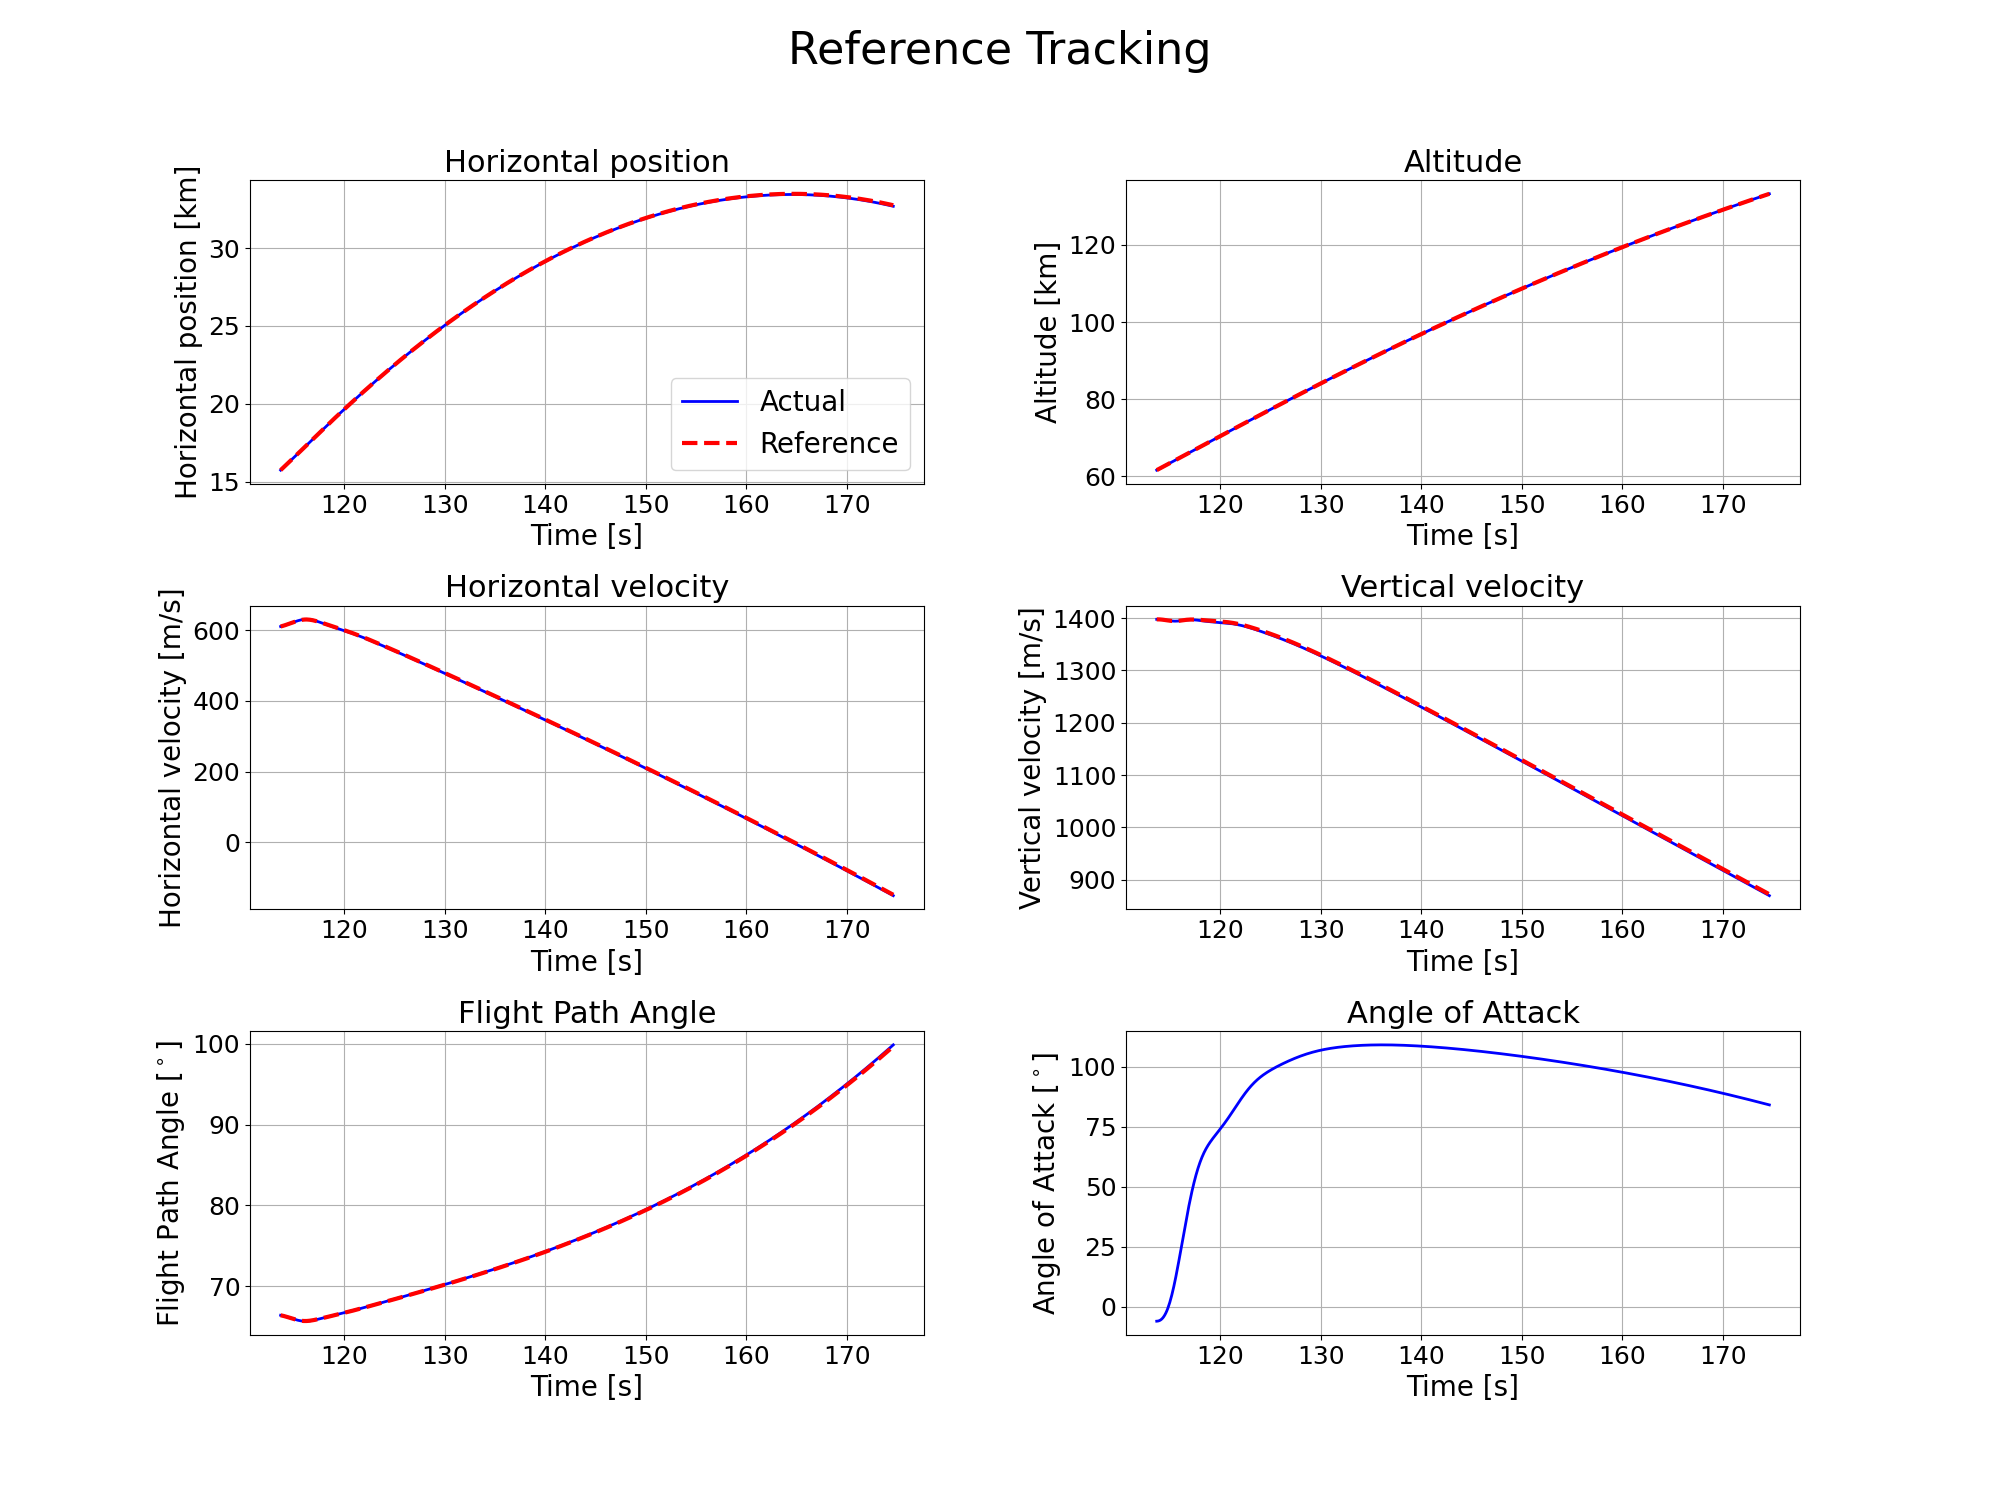 Reference Tracking
Horizontal position
Horizontal position [km]
30
25
20
15
120 130 140 150 160 170
Time [s]
Actual
Reference
Altitude
Altitude [km]
120
100
80
60
120 130 140 150 160 170
Time [s]
Horizontal velocity
Horizontal velocity [m/s]
600
400
200
0
120 130 140 150 160 170
Time [s]
Vertical velocity
Vertical velocity [m/s]
1400
1300
1200
1100
1000
900
120 130 140 150 160 170
Time [s]
Flight Path Angle
Flight Path Angle [°]
100
90
80
70
120 130 140 150 160 170
Time [s]
Angle of Attack
Angle of Attack [°]
100
75
50
25
0
120 130 140 150 160 170
Time [s]